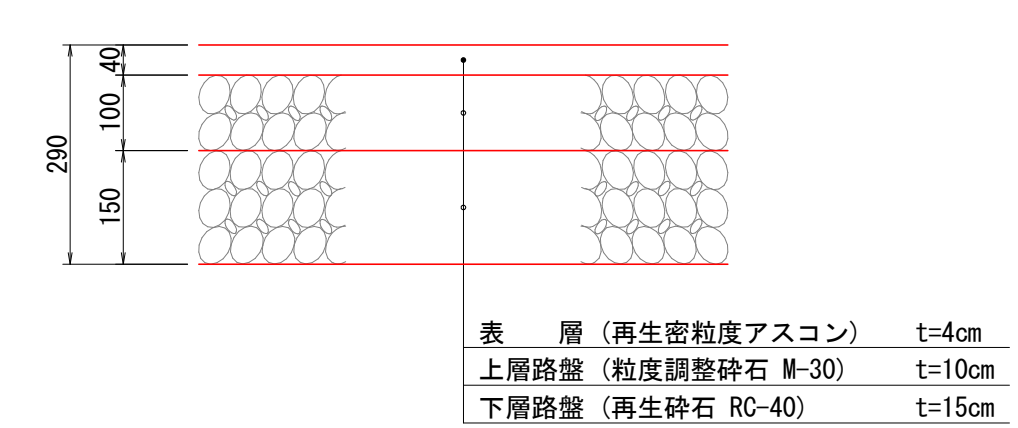 40
100
290
150
表　　層 (再生密粒度アスコン) t=4cm
上層路盤 (粒度調整砕石 M-30) t=10cm
下層路盤 (再生砕石 RC-40) t=15cm